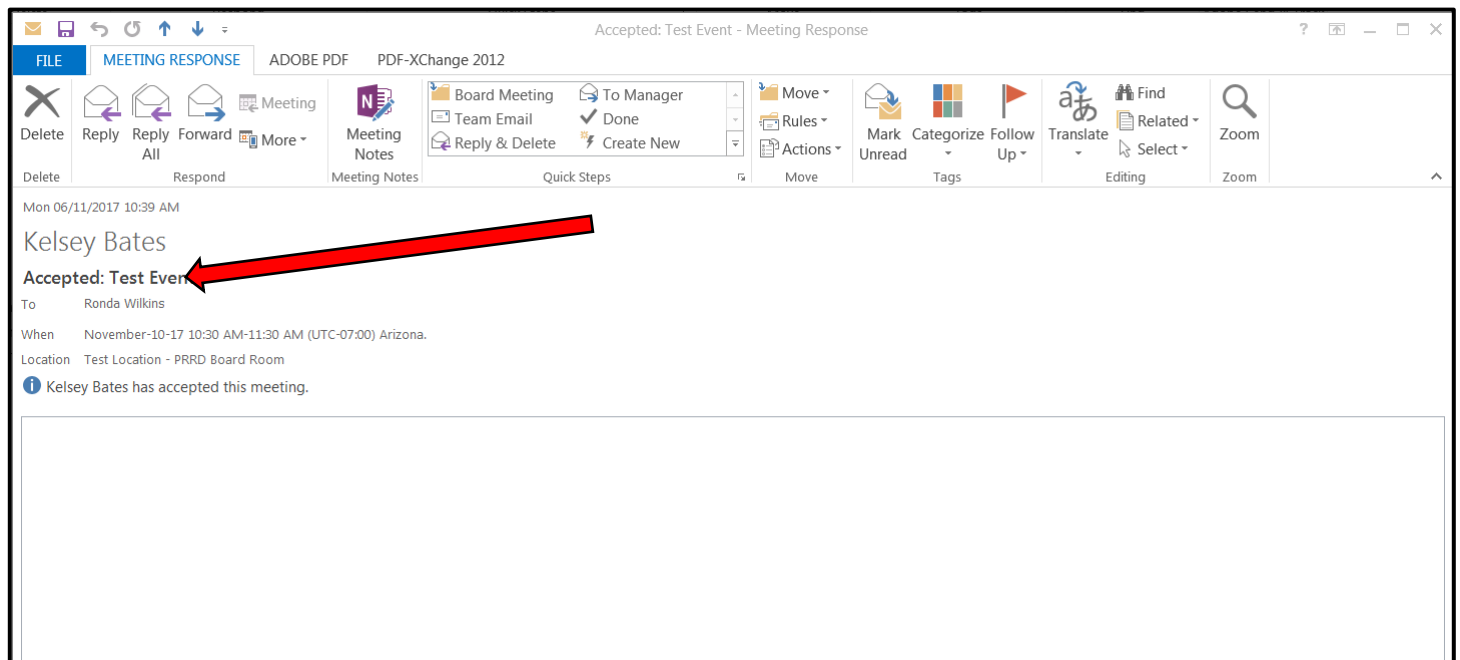 Accepted: Test Event - Meeting Response
?
FILE MEETING RESPONSE ADOBE PDF PDF-XChange 2012
Delete
Reply
Reply All
Forward
Meeting
More
Meeting Notes
Board Meeting
Team Email
Reply & Delete
To Manager
Done
Create New
Move
Rules
Actions
Mark Unread
Categorize
Follow Up
Translate
Find
Related
Select
Zoom
Delete Respond Meeting Notes Quick Steps Move Tags Editing Zoom
Mon 06/11/2017 10:39 AM
Kelsey Bates
Accepted: Test Even
To Ronda Wilkins
When November-10-17 10:30 AM-11:30 AM (UTC-07:00) Arizona.
Location Test Location - PRRD Board Room
Kelsey Bates has accepted this meeting.